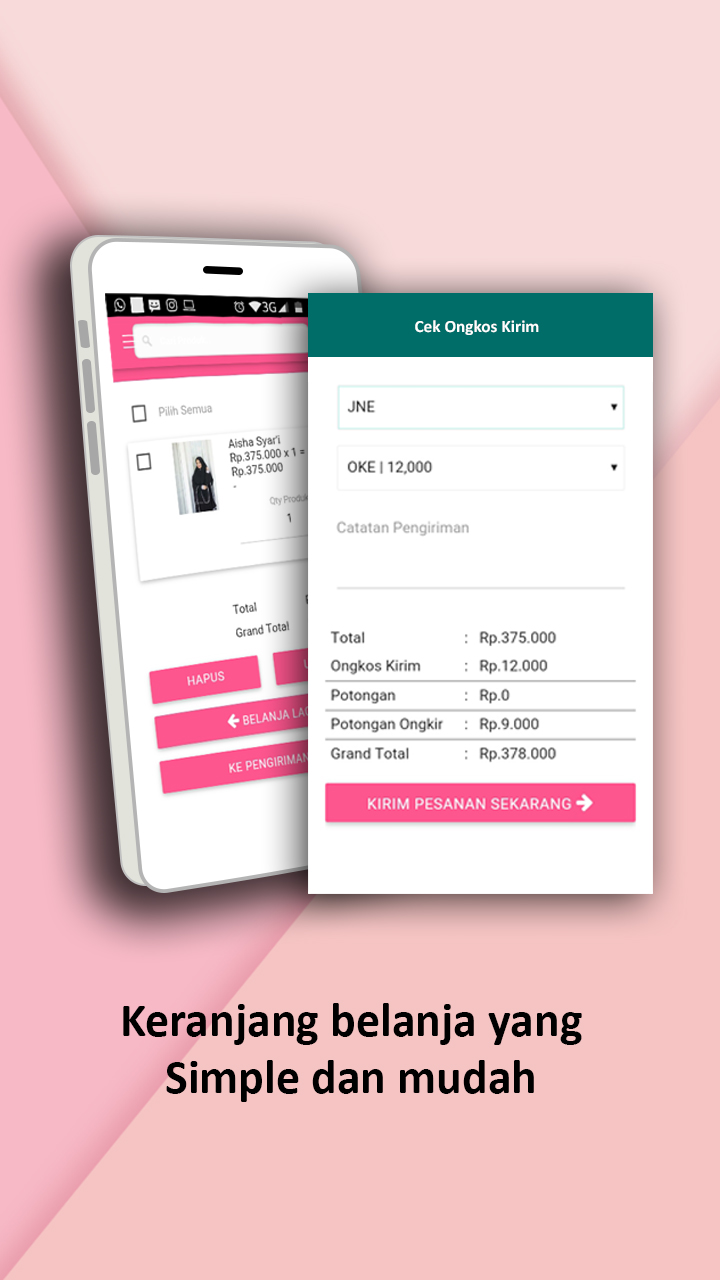 3G
Pilih Semua
Aisha Syar'i
Rp.375.000 x 1 =
Rp.375.000
-
Qty Produk
1
Total
Grand Total
HAPUS
BELANJA LAG
KE PENGIRIMAN
Cek Ongkos Kirim
JNE
OKE | 12,000
Catatan Pengiriman
Total : Rp.375.000
Ongkos Kirim : Rp.12.000
Potongan : Rp.0
Potongan Ongkir : Rp.9.000
Grand Total : Rp.378.000
KIRIM PESANAN SEKARANG
Keranjang belanja yang
Simple dan mudah